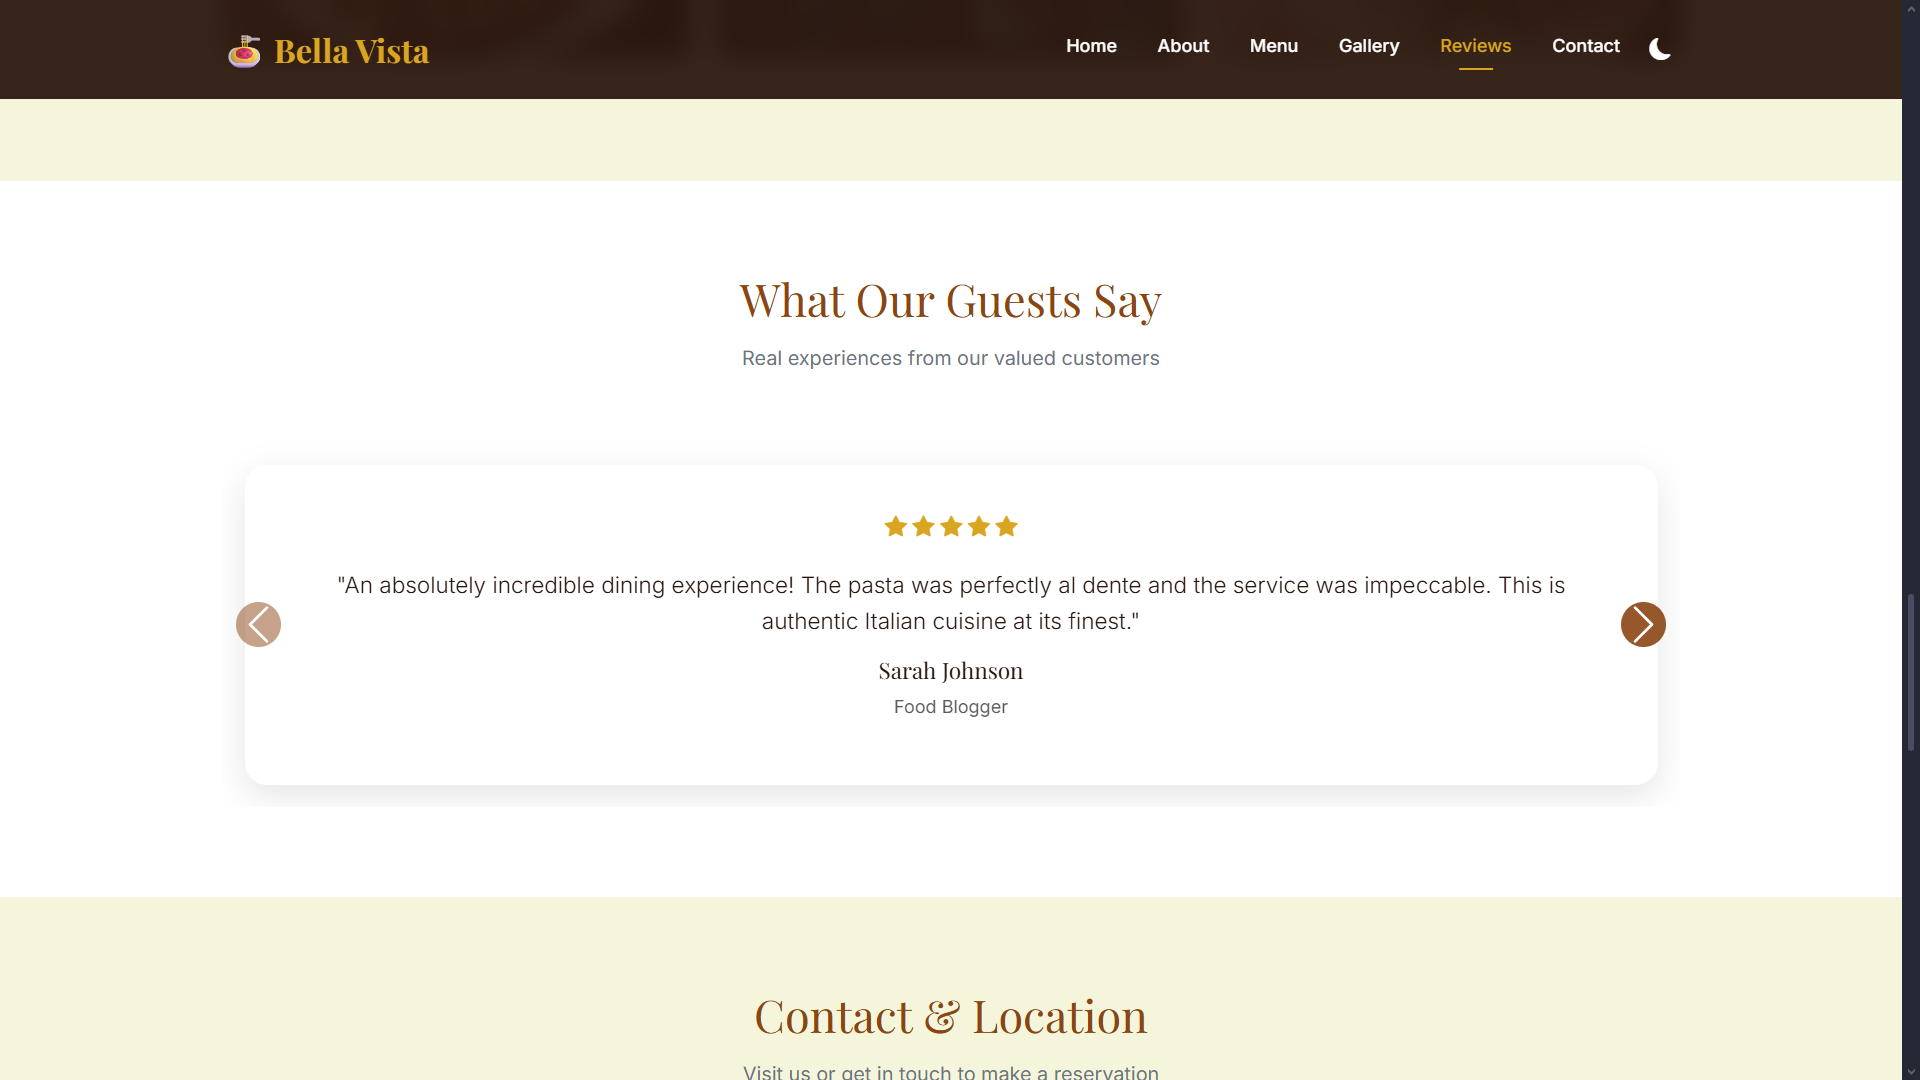 Bella Vista
Home About Menu Gallery Reviews Contact
What Our Guests Say
Real experiences from our valued customers
"An absolutely incredible dining experience! The pasta was perfectly al dente and the service was impeccable. This is
authentic Italian cuisine at its finest."
Sarah Johnson
Food Blogger
Contact & Location
Visit us or get in touch to make a reservation